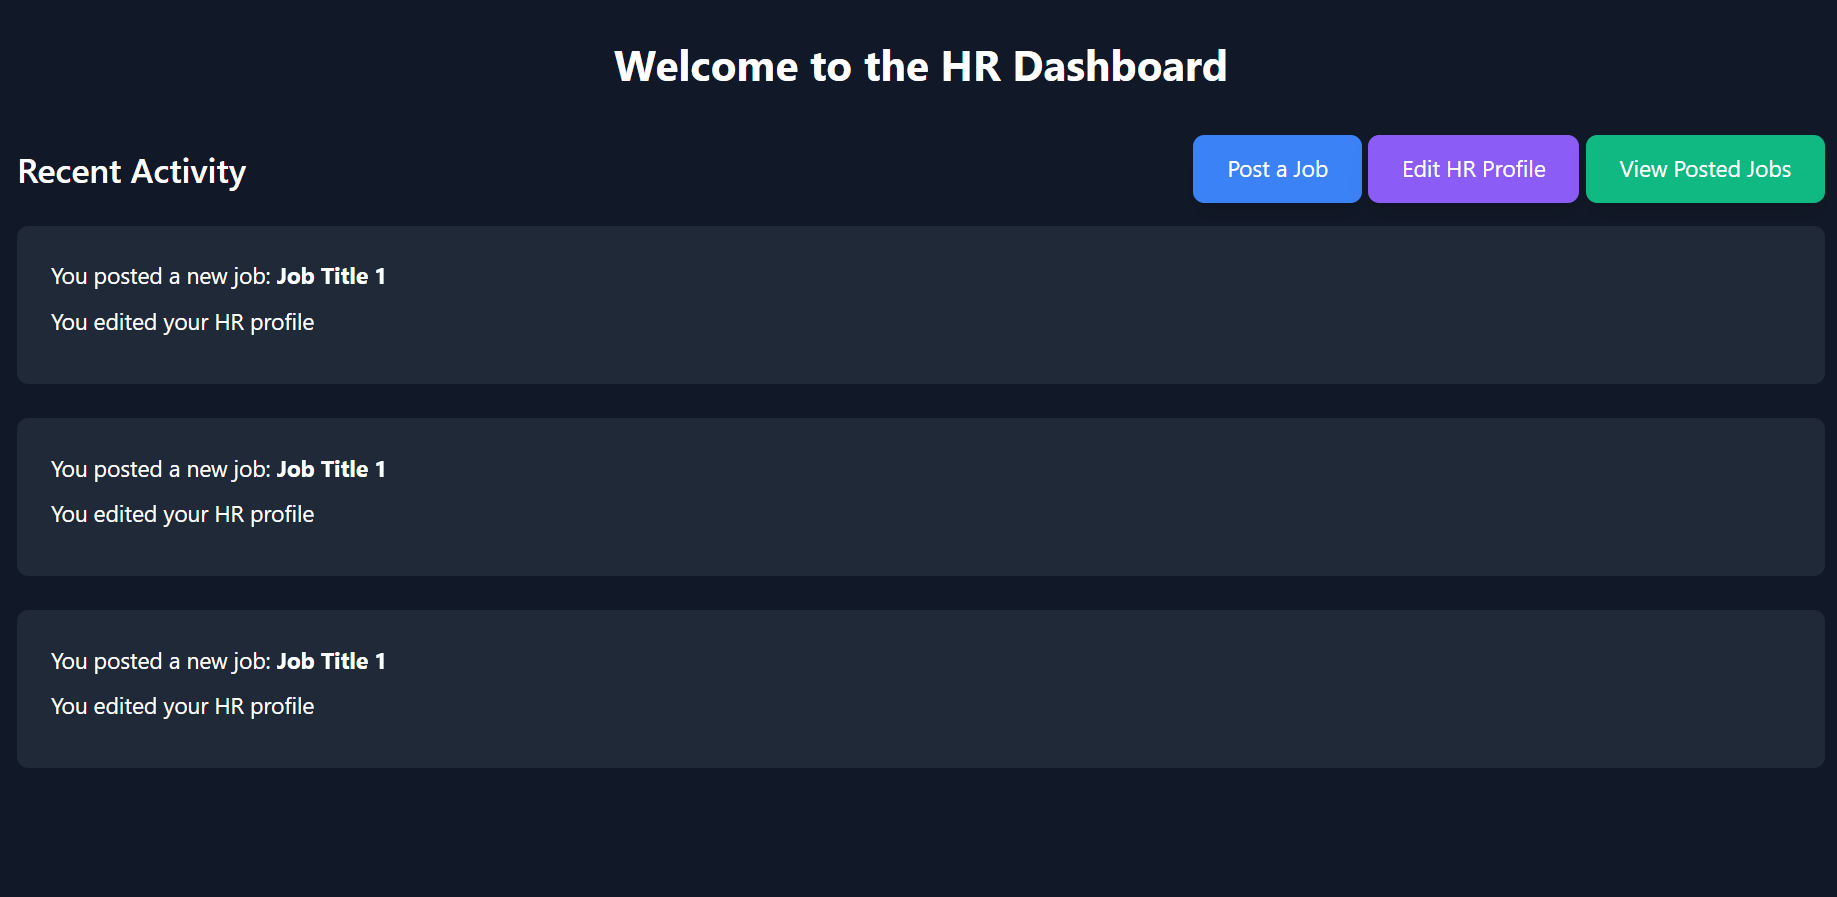 Welcome to the HR Dashboard
Recent Activity
Post a Job
Edit HR Profile
View Posted Jobs
You posted a new job: Job Title 1
You edited your HR profile
You posted a new job: Job Title 1
You edited your HR profile
You posted a new job: Job Title 1
You edited your HR profile